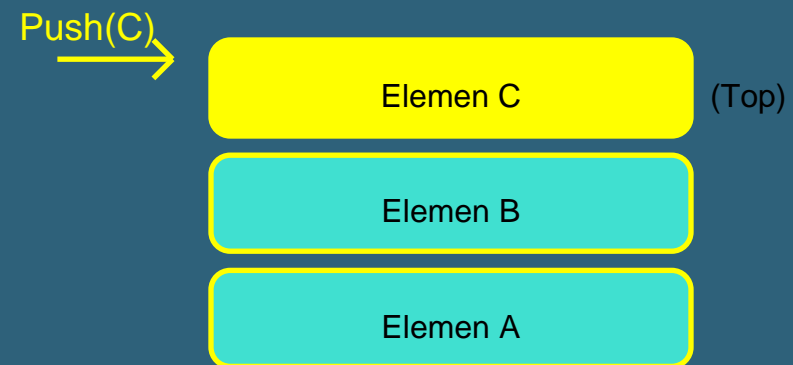 Push(C)
Elemen C
(Top)
Elemen B
Elemen A